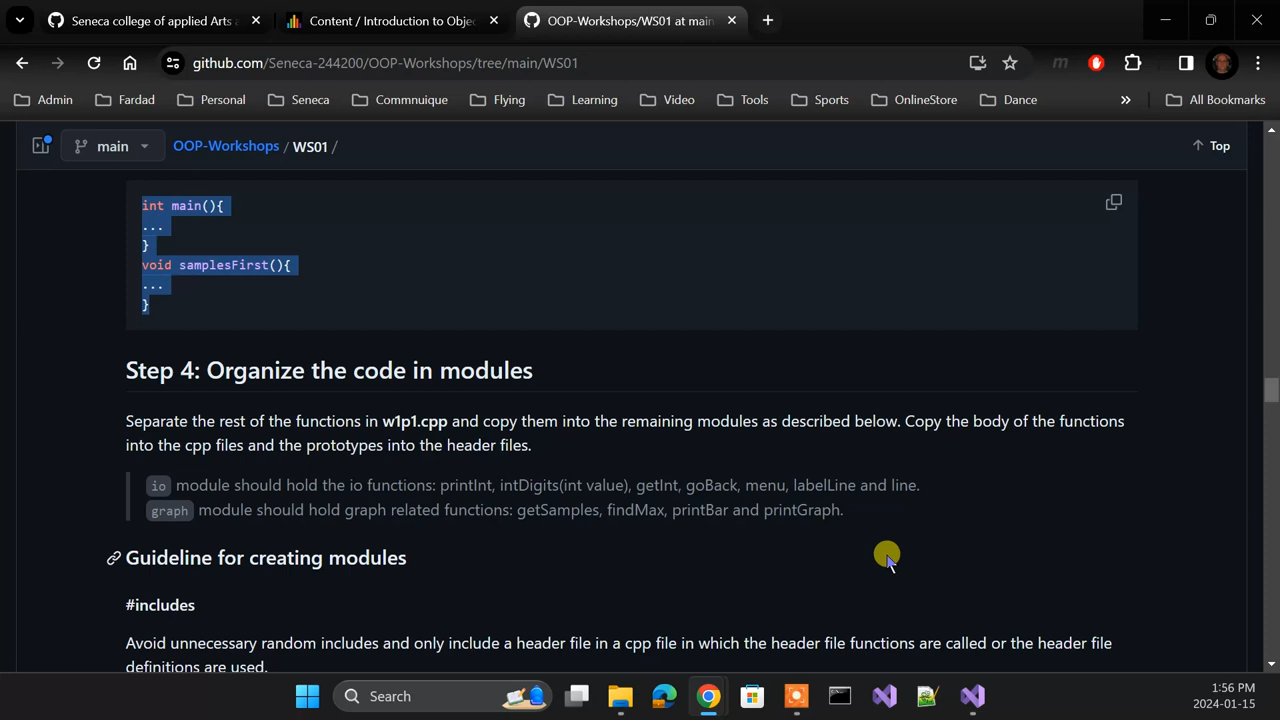 Seneca college of applied Arts a
Content / Introduction to Objec
OOP-Workshops/WS01 at main
github.com/Seneca-244200/OOP-Workshops/tree/main/WS01
Admin
Fardad
Personal
Seneca
Commnuique
Flying
Learning
Video
Tools
Sports
OnlineStore
Dance
»
All Bookmarks
main
OOP-Workshops / WS01 /
Top
int main(){
...
}
void samplesFirst(){
...
}
Step 4: Organize the code in modules
Separate the rest of the functions in w1p1.cpp and copy them into the remaining modules as described below. Copy the body of the functions
into the cpp files and the prototypes into the header files.
io module should hold the io functions: printInt, intDigits(int value), getInt, goBack, menu, labelLine and line.
graph module should hold graph related functions: getSamples, findMax, printBar and printGraph.
Guideline for creating modules
#includes
Avoid unnecessary random includes and only include a header file in a cpp file in which the header file functions are called or the header file
definitions are used.
Search
1:56 PM
2024-01-15